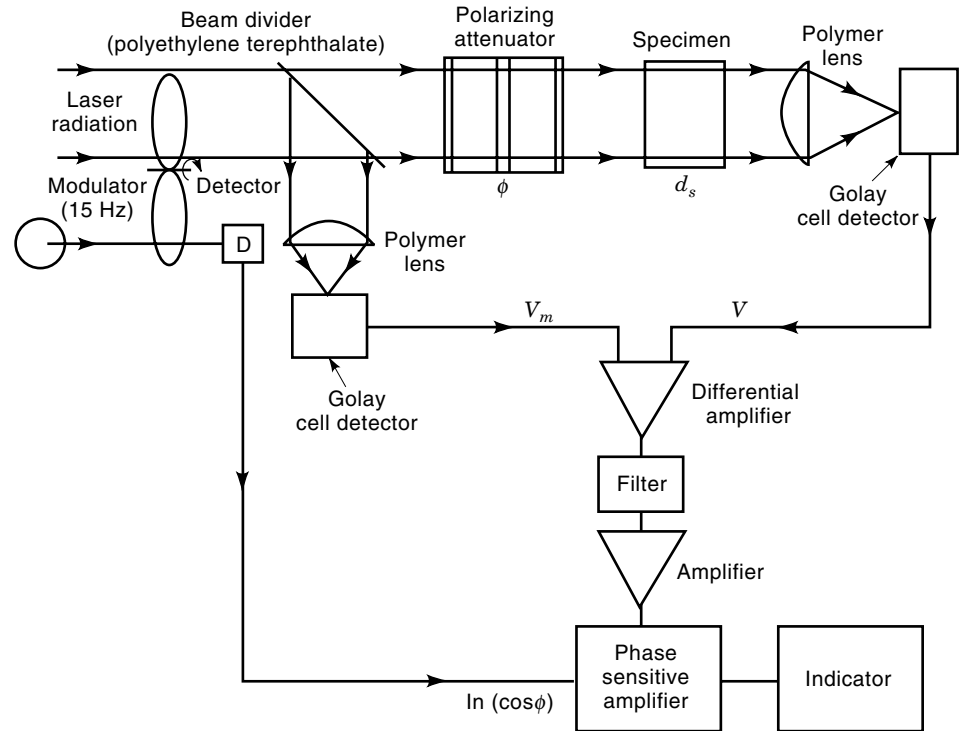 Beam divider
(polyethylene terephthalate)
Polarizing
attenuator
Specimen
Polymer
lens
Laser
radiation
Modulator
(15 Hz)
Detector
D
ϕ
d_s
Golay
cell detector
Polymer
lens
V_m
V
Golay
cell detector
Differential
amplifier
Filter
Amplifier
Phase
sensitive
amplifier
Indicator
In (cosϕ)